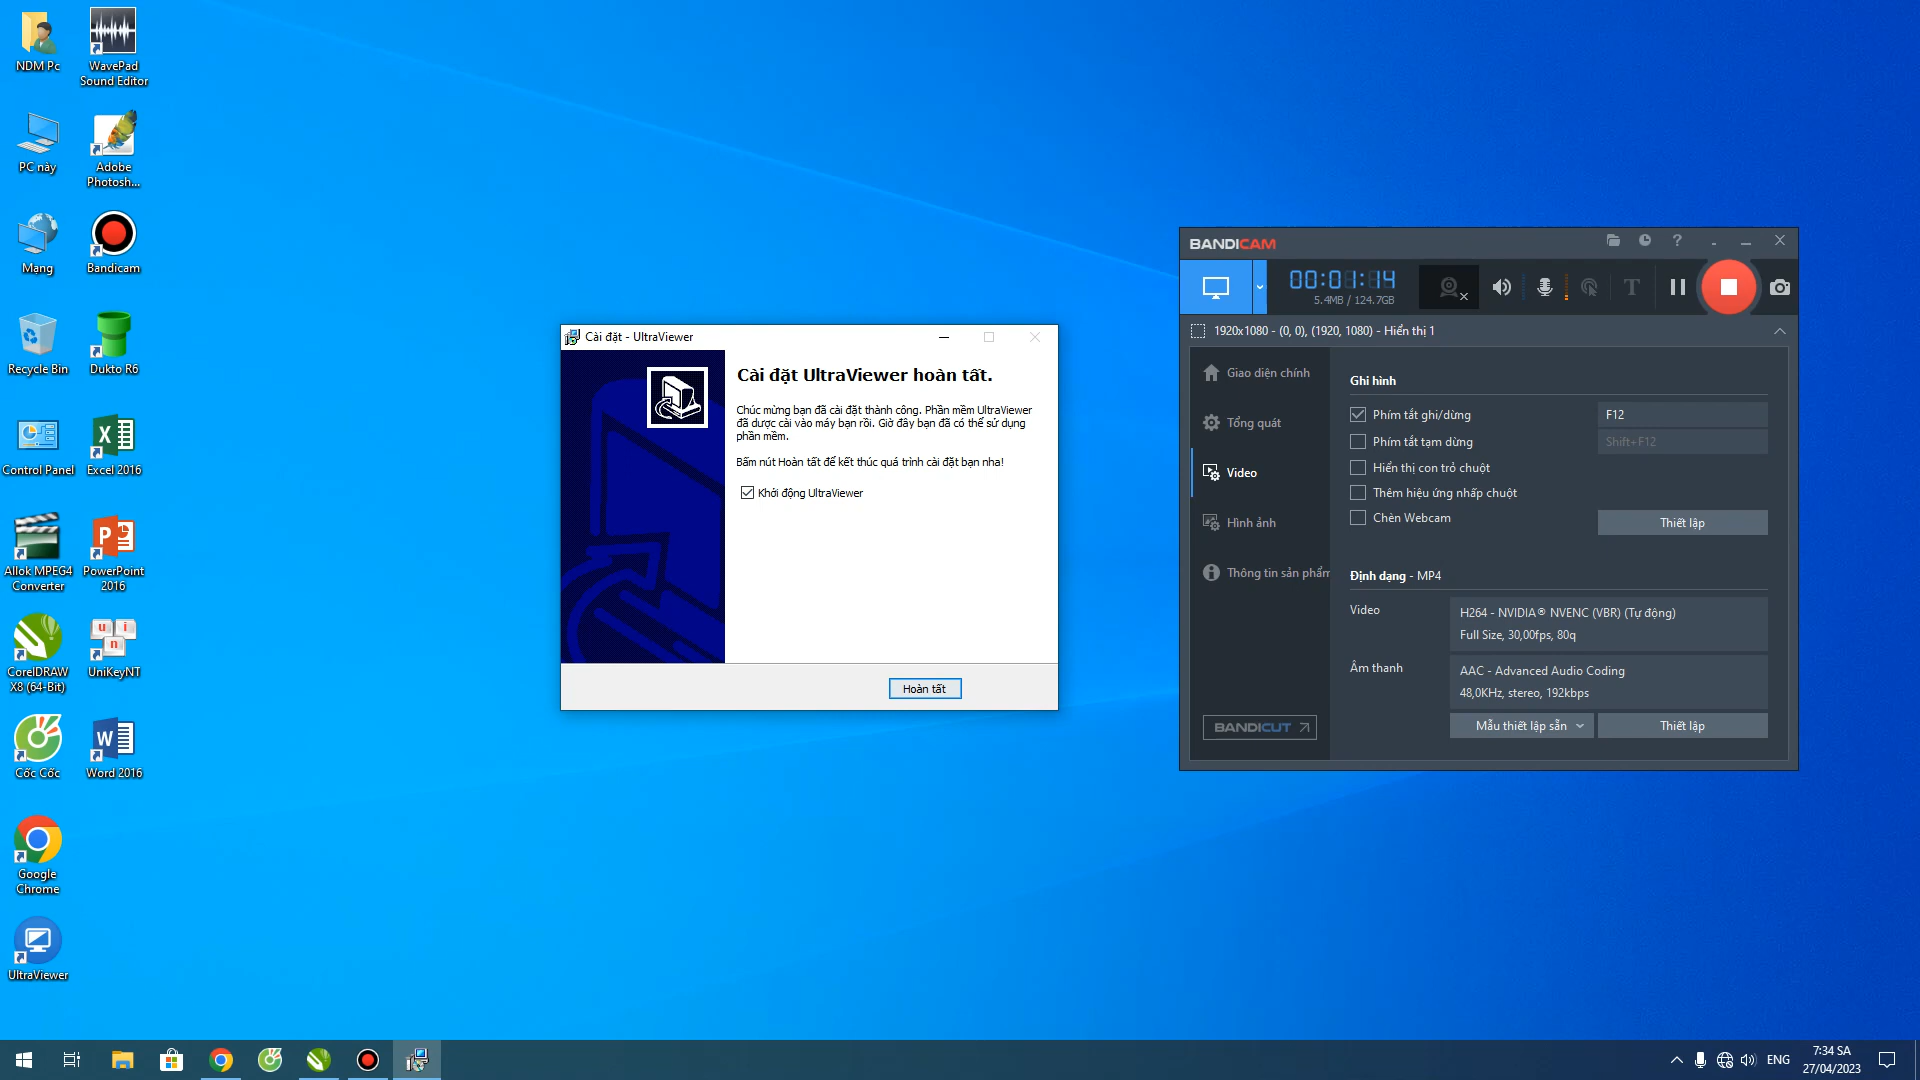 NDM Pc
WavePad
Sound Editor
PC này
Adobe
Photosh...
Mạng
Bandicam
Recycle Bin
Dukto R6
Control Panel
Excel 2016
Allok MPEG4
Converter
PowerPoint
2016
CorelDRAW
X8 (64-Bit)
UniKeyNT
Cốc Cốc
Word 2016
Google
Chrome
UltraViewer
Cài đặt - UltraViewer
Cài đặt UltraViewer hoàn tất.
Chúc mừng bạn đã cài đặt thành công. Phần mềm UltraViewer
đã được cài vào máy bạn rồi. Giờ đây bạn đã có thể sử dụng
phần mềm.
Bấm nút Hoàn tất để kết thúc quá trình cài đặt bạn nha!
Khởi động UltraViewer
Hoàn tất
BANDICAM
00:01:14
5.4MB / 124.7GB
1920x1080 - (0, 0), (1920, 1080) - Hiển thị 1
Giao diện chính
Tổng quát
Video
Hình ảnh
Thông tin sản phẩm
BANDICUT
Ghi hình
Phím tắt ghi/dừng
F12
Phím tắt tạm dừng
Shift+F12
Hiển thị con trỏ chuột
Thêm hiệu ứng nhấp chuột
Chèn Webcam
Thiết lập
Định dạng - MP4
Video
H264 - NVIDIA® NVENC (VBR) (Tự động)
Full Size, 30,00fps, 80q
Âm thanh
AAC - Advanced Audio Coding
48,0KHz, stereo, 192kbps
Mẫu thiết lập sẵn
Thiết lập
ENG
7:34 SA
27/04/2023